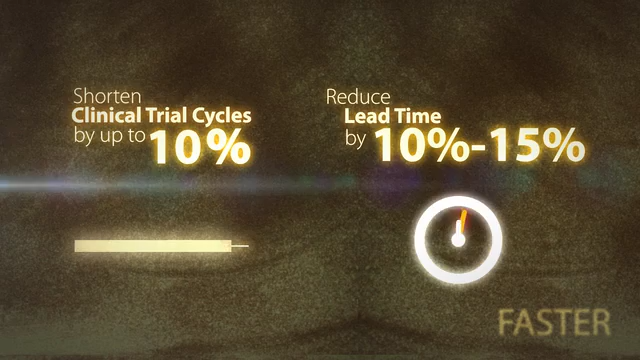 Shorten
Clinical Trial Cycles
by up to 10%
Reduce
Lead Time
by 10%-15%
FASTER